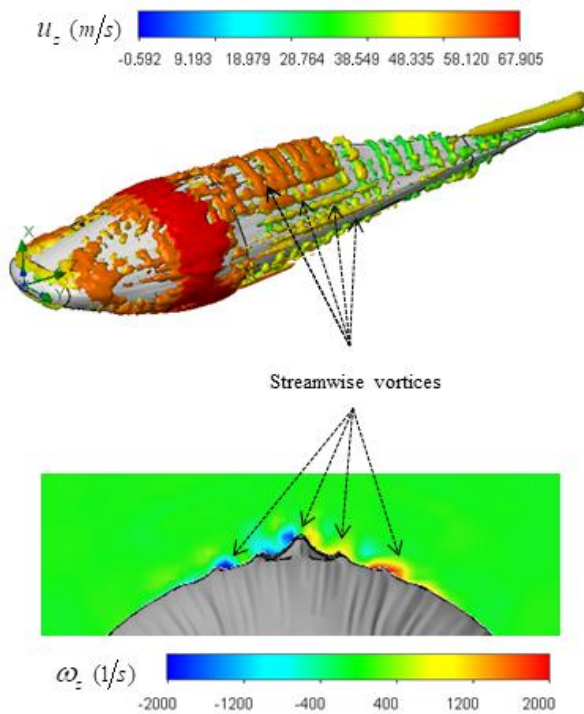 u_z (m/s)
-0.592 9.193 18.979 28.764 38.549 48.335 58.120 67.905
X
Y
Streamwise vortices
ω_z (1/s)
-2000 -1200 -400 400 1200 2000